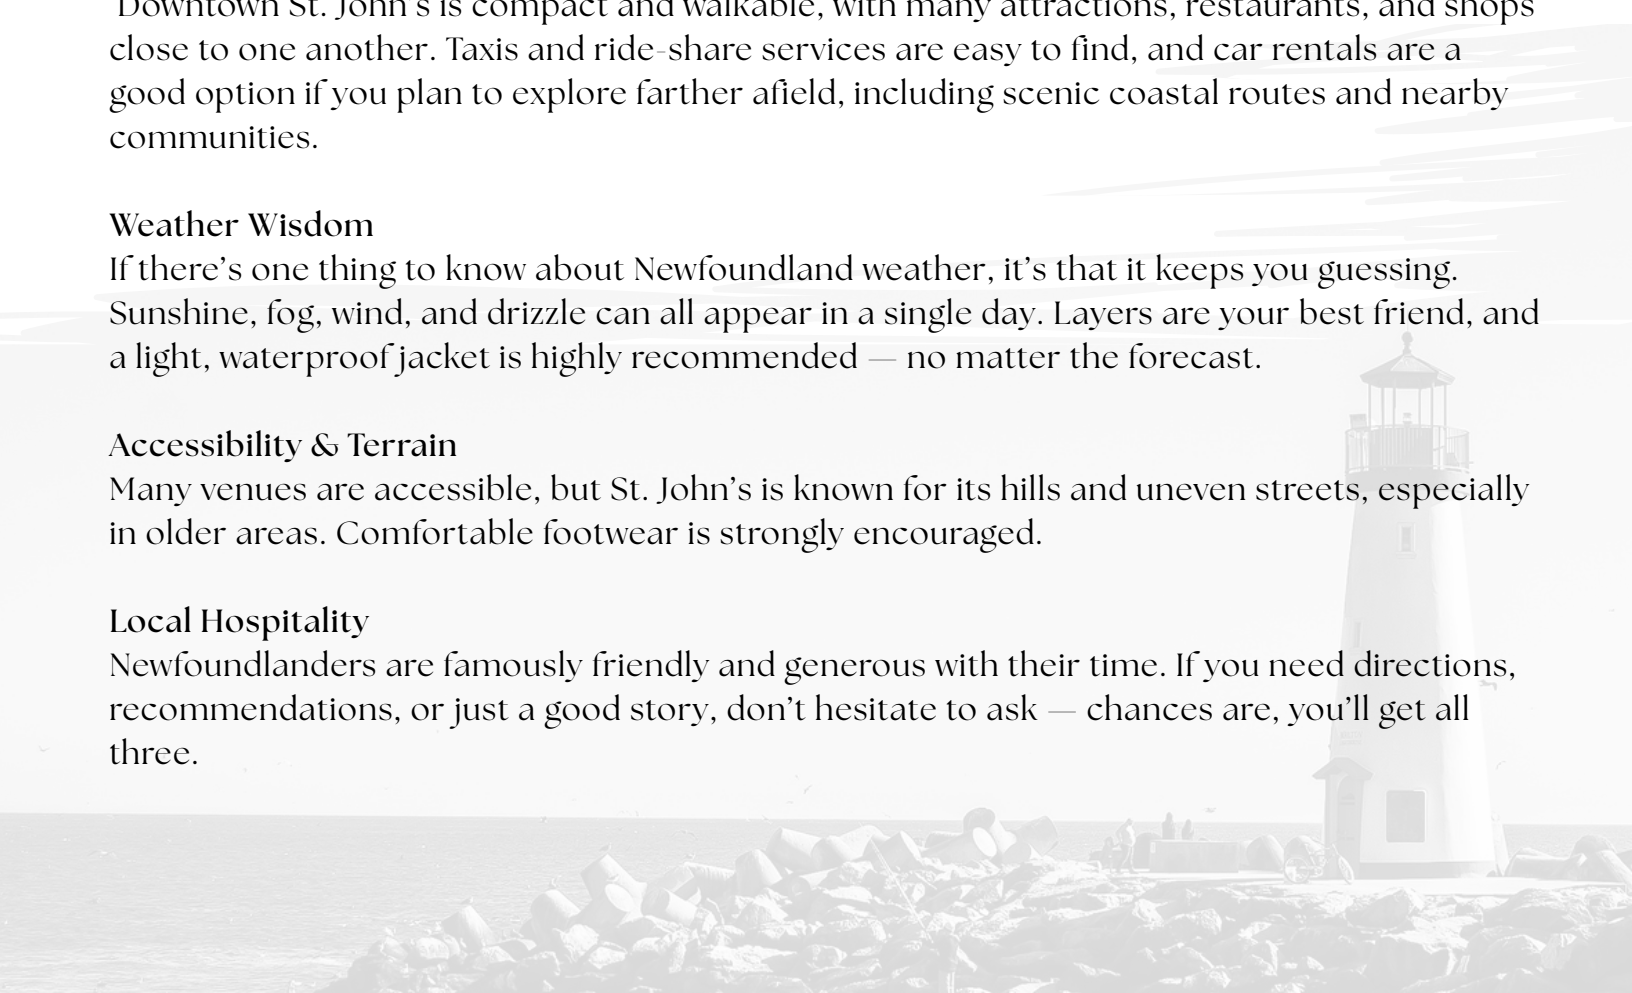 Downtown St. John's is compact and walkable, with many attractions, restaurants, and shops
close to one another. Taxis and ride-share services are easy to find, and car rentals are a
good option if you plan to explore farther afield, including scenic coastal routes and nearby
communities.
Weather Wisdom
If there’s one thing to know about Newfoundland weather, it’s that it keeps you guessing.
Sunshine, fog, wind, and drizzle can all appear in a single day. Layers are your best friend, and
a light, waterproof jacket is highly recommended — no matter the forecast.
Accessibility & Terrain
Many venues are accessible, but St. John’s is known for its hills and uneven streets, especially
in older areas. Comfortable footwear is strongly encouraged.
Local Hospitality
Newfoundlanders are famously friendly and generous with their time. If you need directions,
recommendations, or just a good story, don’t hesitate to ask — chances are, you’ll get all
three.